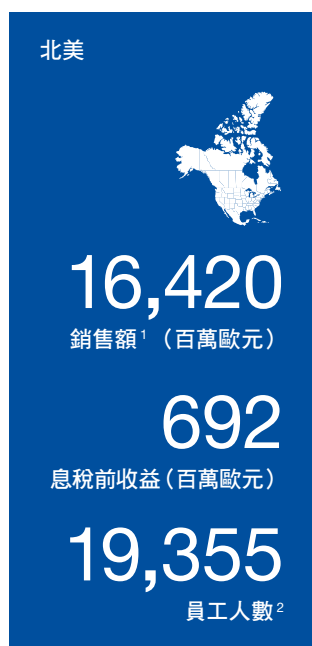 北美
16,420
銷售額1（百萬歐元）
692
息稅前收益（百萬歐元）
19,355
員工人數2